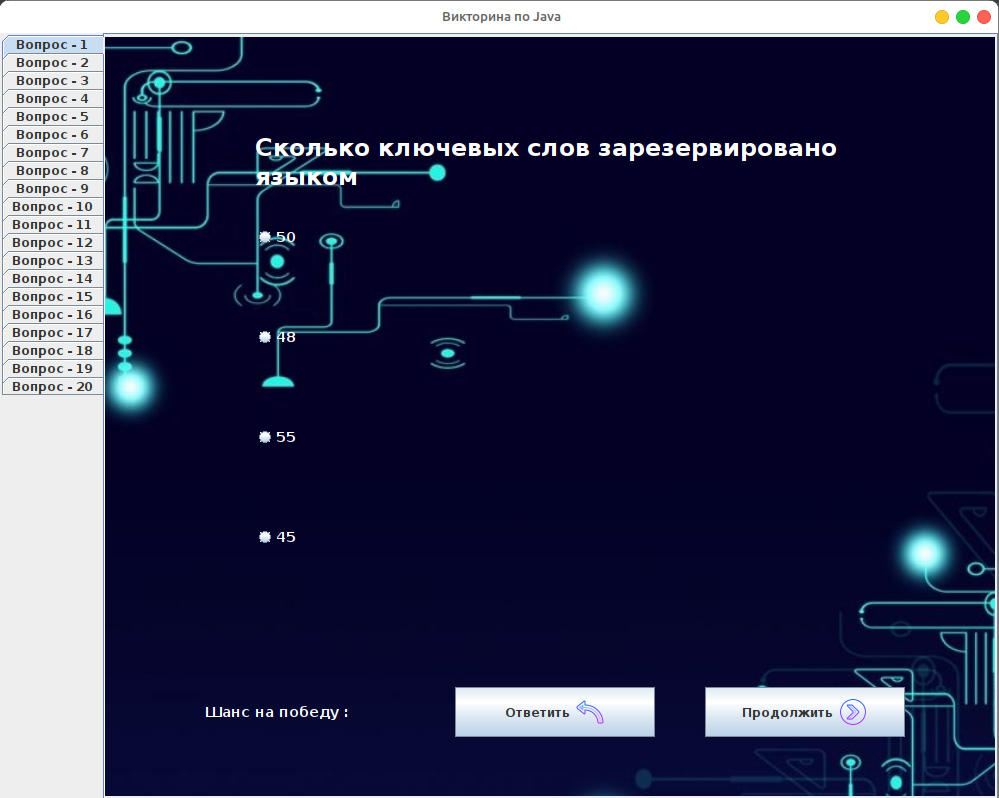 Викторина по Java
Вопрос - 1
Вопрос - 2
Вопрос - 3
Вопрос - 4
Вопрос - 5
Вопрос - 6
Вопрос - 7
Вопрос - 8
Вопрос - 9
Вопрос - 10
Вопрос - 11
Вопрос - 12
Вопрос - 13
Вопрос - 14
Вопрос - 15
Вопрос - 16
Вопрос - 17
Вопрос - 18
Вопрос - 19
Вопрос - 20
Сколько ключевых слов зарезервировано
языком
50
48
55
45
Шанс на победу :
Ответить
Продолжить